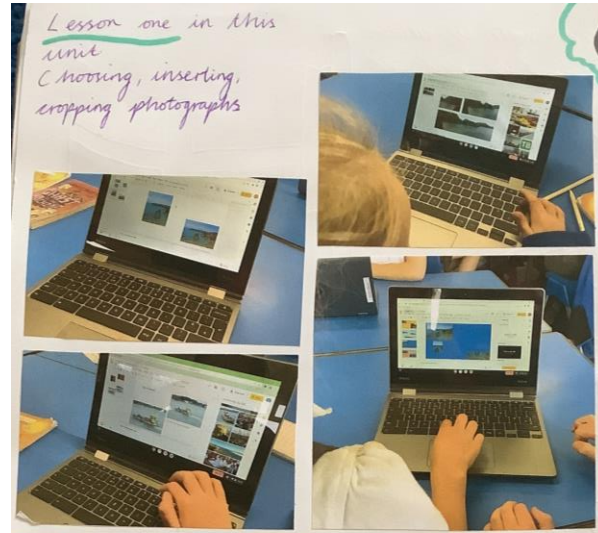 Lesson one in this
unit
Choosing, inserting,
cropping photographs